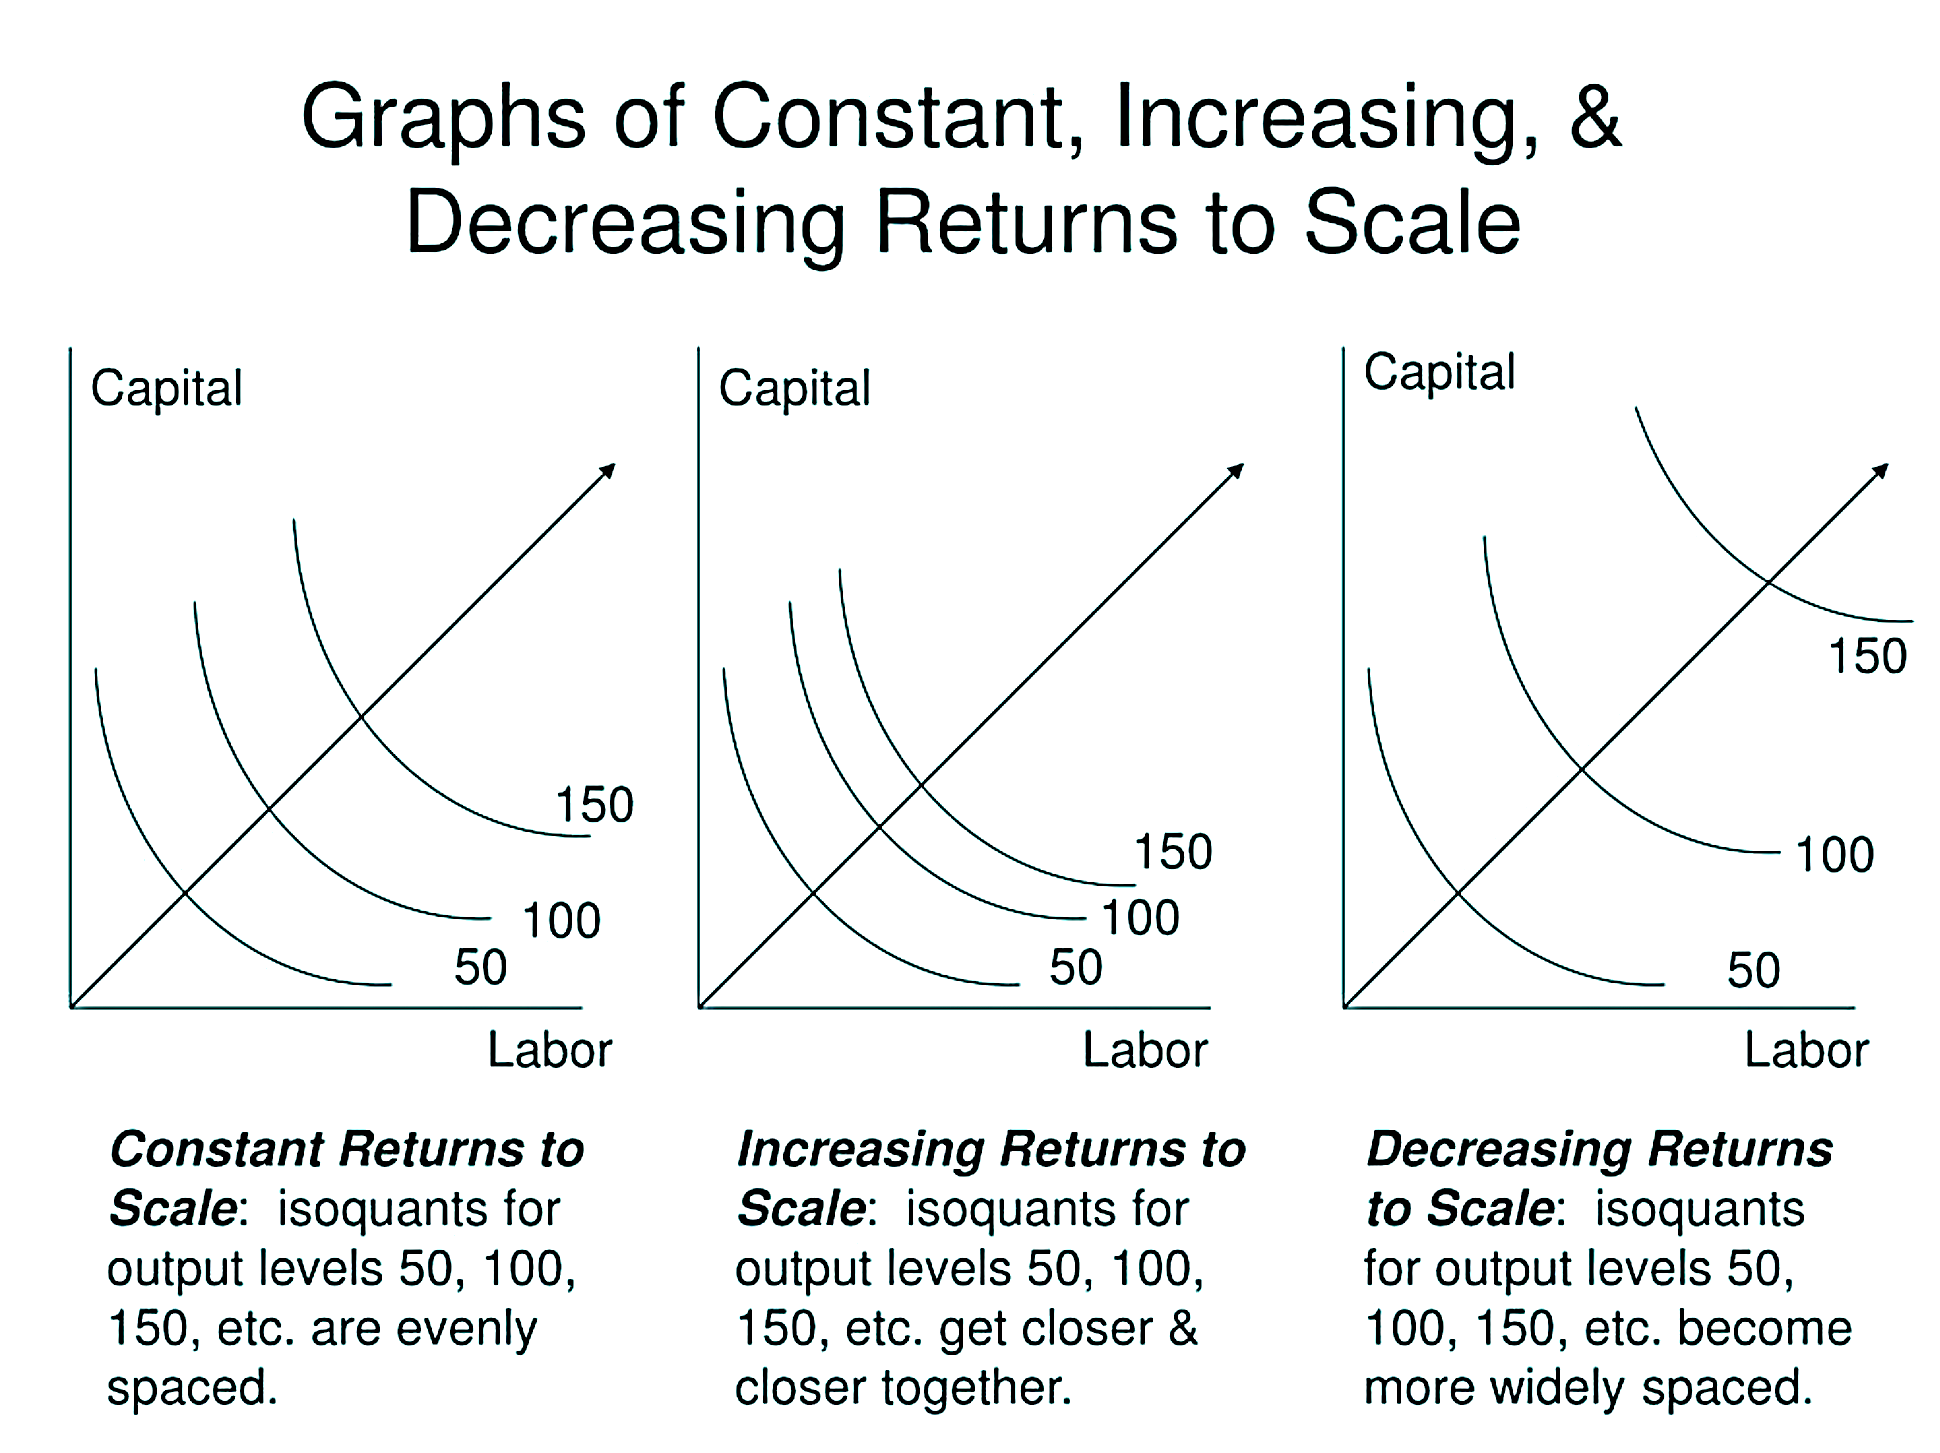 Graphs of Constant, Increasing, &
Decreasing Returns to Scale
Capital
150
100
50
Labor
Capital
150
100
50
Labor
Capital
150
100
50
Labor
Constant Returns to
Scale:  isoquants for
output levels 50, 100,
150, etc. are evenly
spaced.
Increasing Returns to
Scale:  isoquants for
output levels 50, 100,
150, etc. get closer &
closer together.
Decreasing Returns
to Scale:  isoquants
for output levels 50,
100, 150, etc. become
more widely spaced.